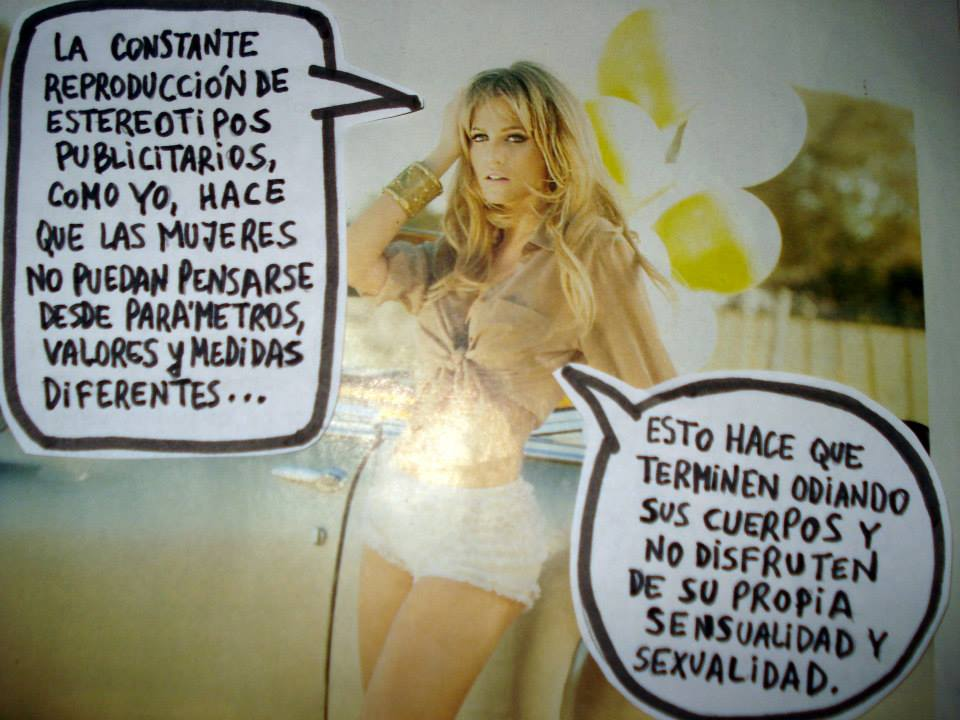 LA CONSTANTE
REPRODUCCIÓN DE
ESTEREOTIPOS
PUBLICITARIOS,
COMO YO, HACE
QUE LAS MUJERES
NO PUEDAN PENSARSE
DESDE PARÁMETROS,
VALORES Y MEDIDAS
DIFERENTES...
ESTO HACE QUE
TERMINEN ODIANDO
SUS CUERPOS Y
NO DISFRUTEN
DE SU PROPIA
SENSUALIDAD Y
SEXUALIDAD.